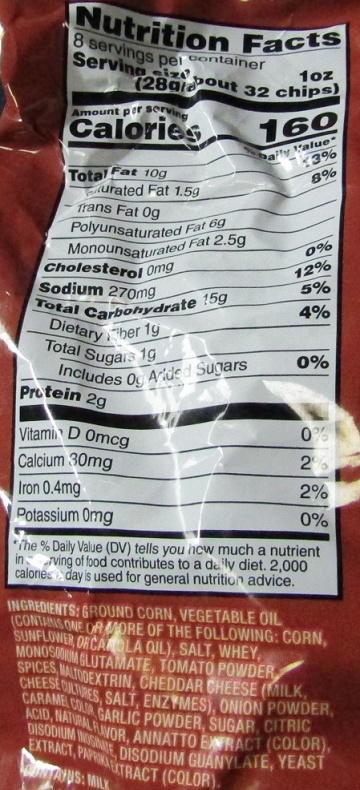 Nutrition Facts
8 servings per container
Serving size 1oz
(28g/about 32 chips)
Amount per serving
Calories 160
% Daily Value*
Total Fat 10g 13%
Saturated Fat 1.5g 8%
Trans Fat 0g
Polyunsaturated Fat 6g
Monounsaturated Fat 2.5g
Cholesterol 0mg 0%
Sodium 270mg 12%
Total Carbohydrate 15g 5%
Dietary Fiber 1g 4%
Total Sugars 1g
Includes 0g Added Sugars 0%
Protein 2g
Vitamin D 0mcg 0%
Calcium 30mg 2%
Iron 0.4mg 2%
Potassium 0mg 0%
*The % Daily Value (DV) tells you how much a nutrient
in a serving of food contributes to a daily diet. 2,000
calories a day is used for general nutrition advice.
INGREDIENTS: GROUND CORN, VEGETABLE OIL
(CONTAINS ONE OR MORE OF THE FOLLOWING: CORN,
SUNFLOWER, OR CANOLA OIL), SALT, WHEY,
MONOSODIUM GLUTAMATE, TOMATO POWDER,
SPICES, MALTODEXTRIN, CHEDDAR CHEESE (MILK,
CHEESE CULTURES, SALT, ENZYMES), ONION POWDER,
CARAMEL COLOR, GARLIC POWDER, SUGAR, CITRIC
ACID, NATURAL FLAVOR, ANNATTO EXTRACT (COLOR),
DISODIUM INOSINATE, DISODIUM GUANYLATE, YEAST
EXTRACT, PAPRIKA EXTRACT (COLOR).
CONTAINS: MILK